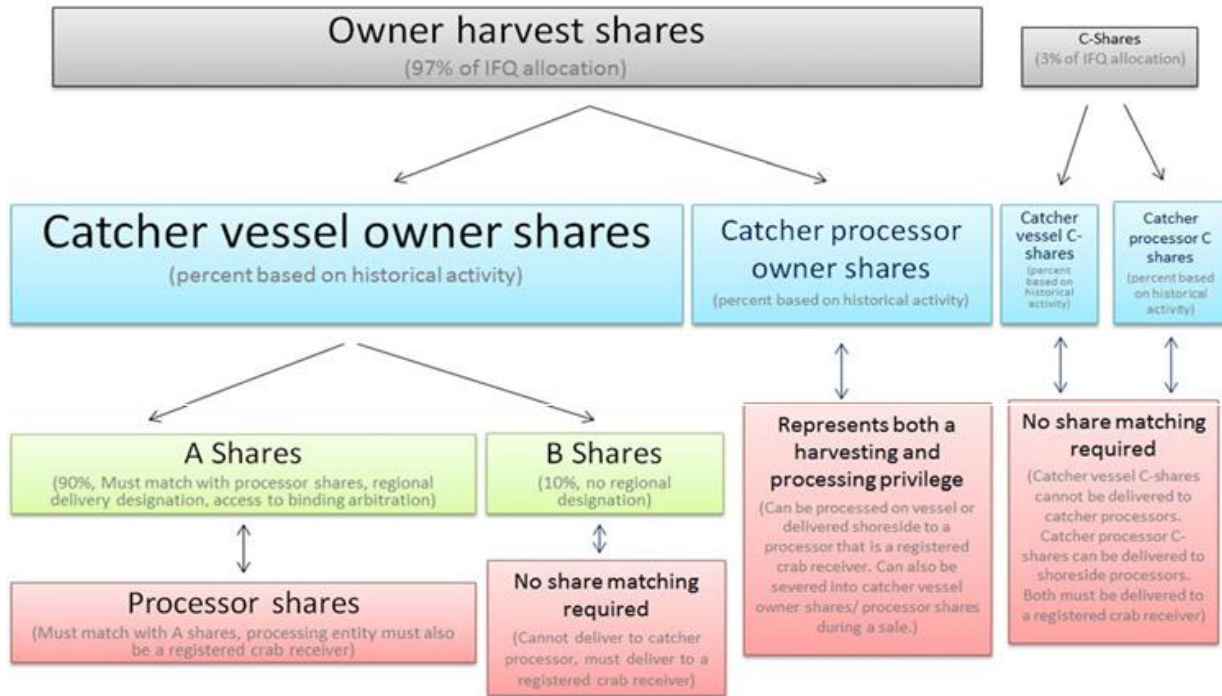 Owner harvest shares
(97% of IFQ allocation)
C-Shares
(3% of IFQ allocation)
Catcher vessel owner shares
(percent based on historical activity)
Catcher processor
owner shares
(percent based on historical activity)
Catcher
vessel C-
shares
(percent
based on
historical
activity)
Catcher
processor C
shares
(percent based
on historical
activity)
A Shares
(90%, Must match with processor shares, regional
delivery designation, access to binding arbitration)
B Shares
(10%, no regional
designation)
Represents both a
harvesting and
processing privilege
(Can be processed on vessel or
delivered shoreside to a
processor that is a registered
crab receiver. Can also be
severed into catcher vessel
owner shares/ processor shares
during a sale.)
No share matching
required
(Catcher vessel C-shares
cannot be delivered to
catcher processors.
Catcher processor C-
shares can be delivered to
shoreside processors.
Both must be delivered to
a registered crab receiver)
Processor shares
(Must match with A shares, processing entity must also
be a registered crab receiver)
No share matching
required
(Cannot deliver to catcher
processor, must deliver to a
registered crab receiver)